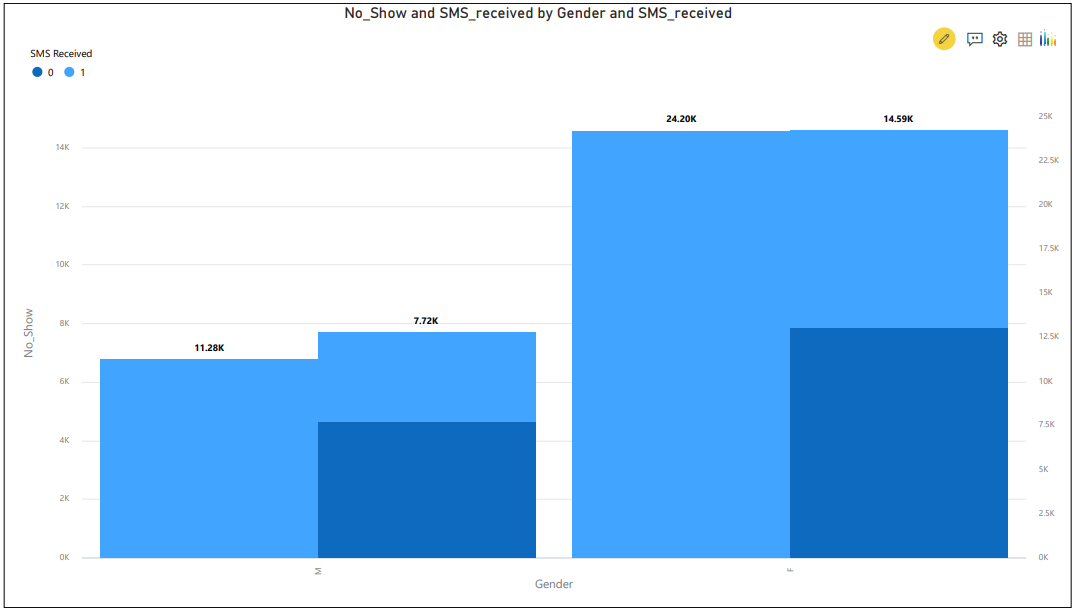 No_Show and SMS_received by Gender and SMS_received
SMS Received
0 1
24.20K 14.59K
25K
14K
22.5K
12K
20K
17.5K
10K
15K
8K
7.72K
12.5K
11.28K
6K
10K
4K
7.5K
5K
2K
2.5K
0K
0K
No_Show
M
F
Gender